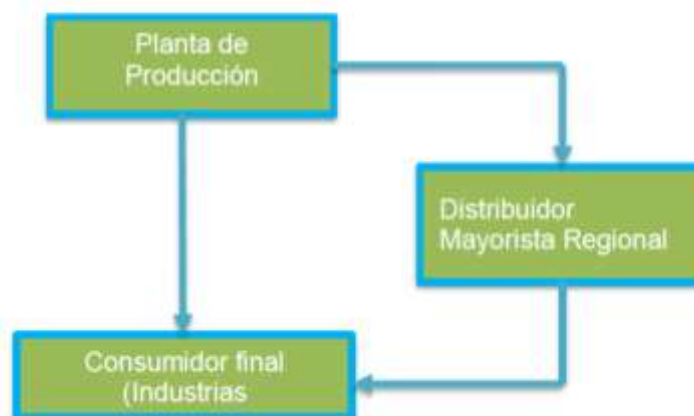 Planta de
Producción
Distribuidor
Mayorista Regional
Consumidor final
(Industrias